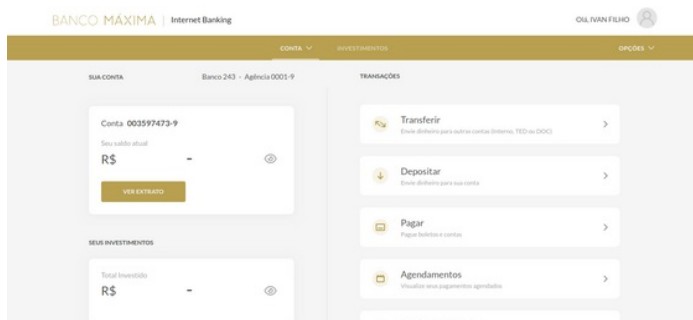 BANCO MÁXIMA | Internet Banking
Olá, IVAN FILHO
CONTA
INVESTIMENTOS
OPÇÕES
SUA CONTA
Banco 243 - Agência 0001-9
Conta 003597473-9
Seu saldo atual
R$ -
VER EXTRATO
SEUS INVESTIMENTOS
Total Investido
R$ -
TRANSAÇÕES
Transferir
Envie dinheiro para outras contas (Interno, TED ou DOC)
Depositar
Envie dinheiro para sua conta
Pagar
Pague boletos e contas
Agendamentos
Visualize seus pagamentos agendados